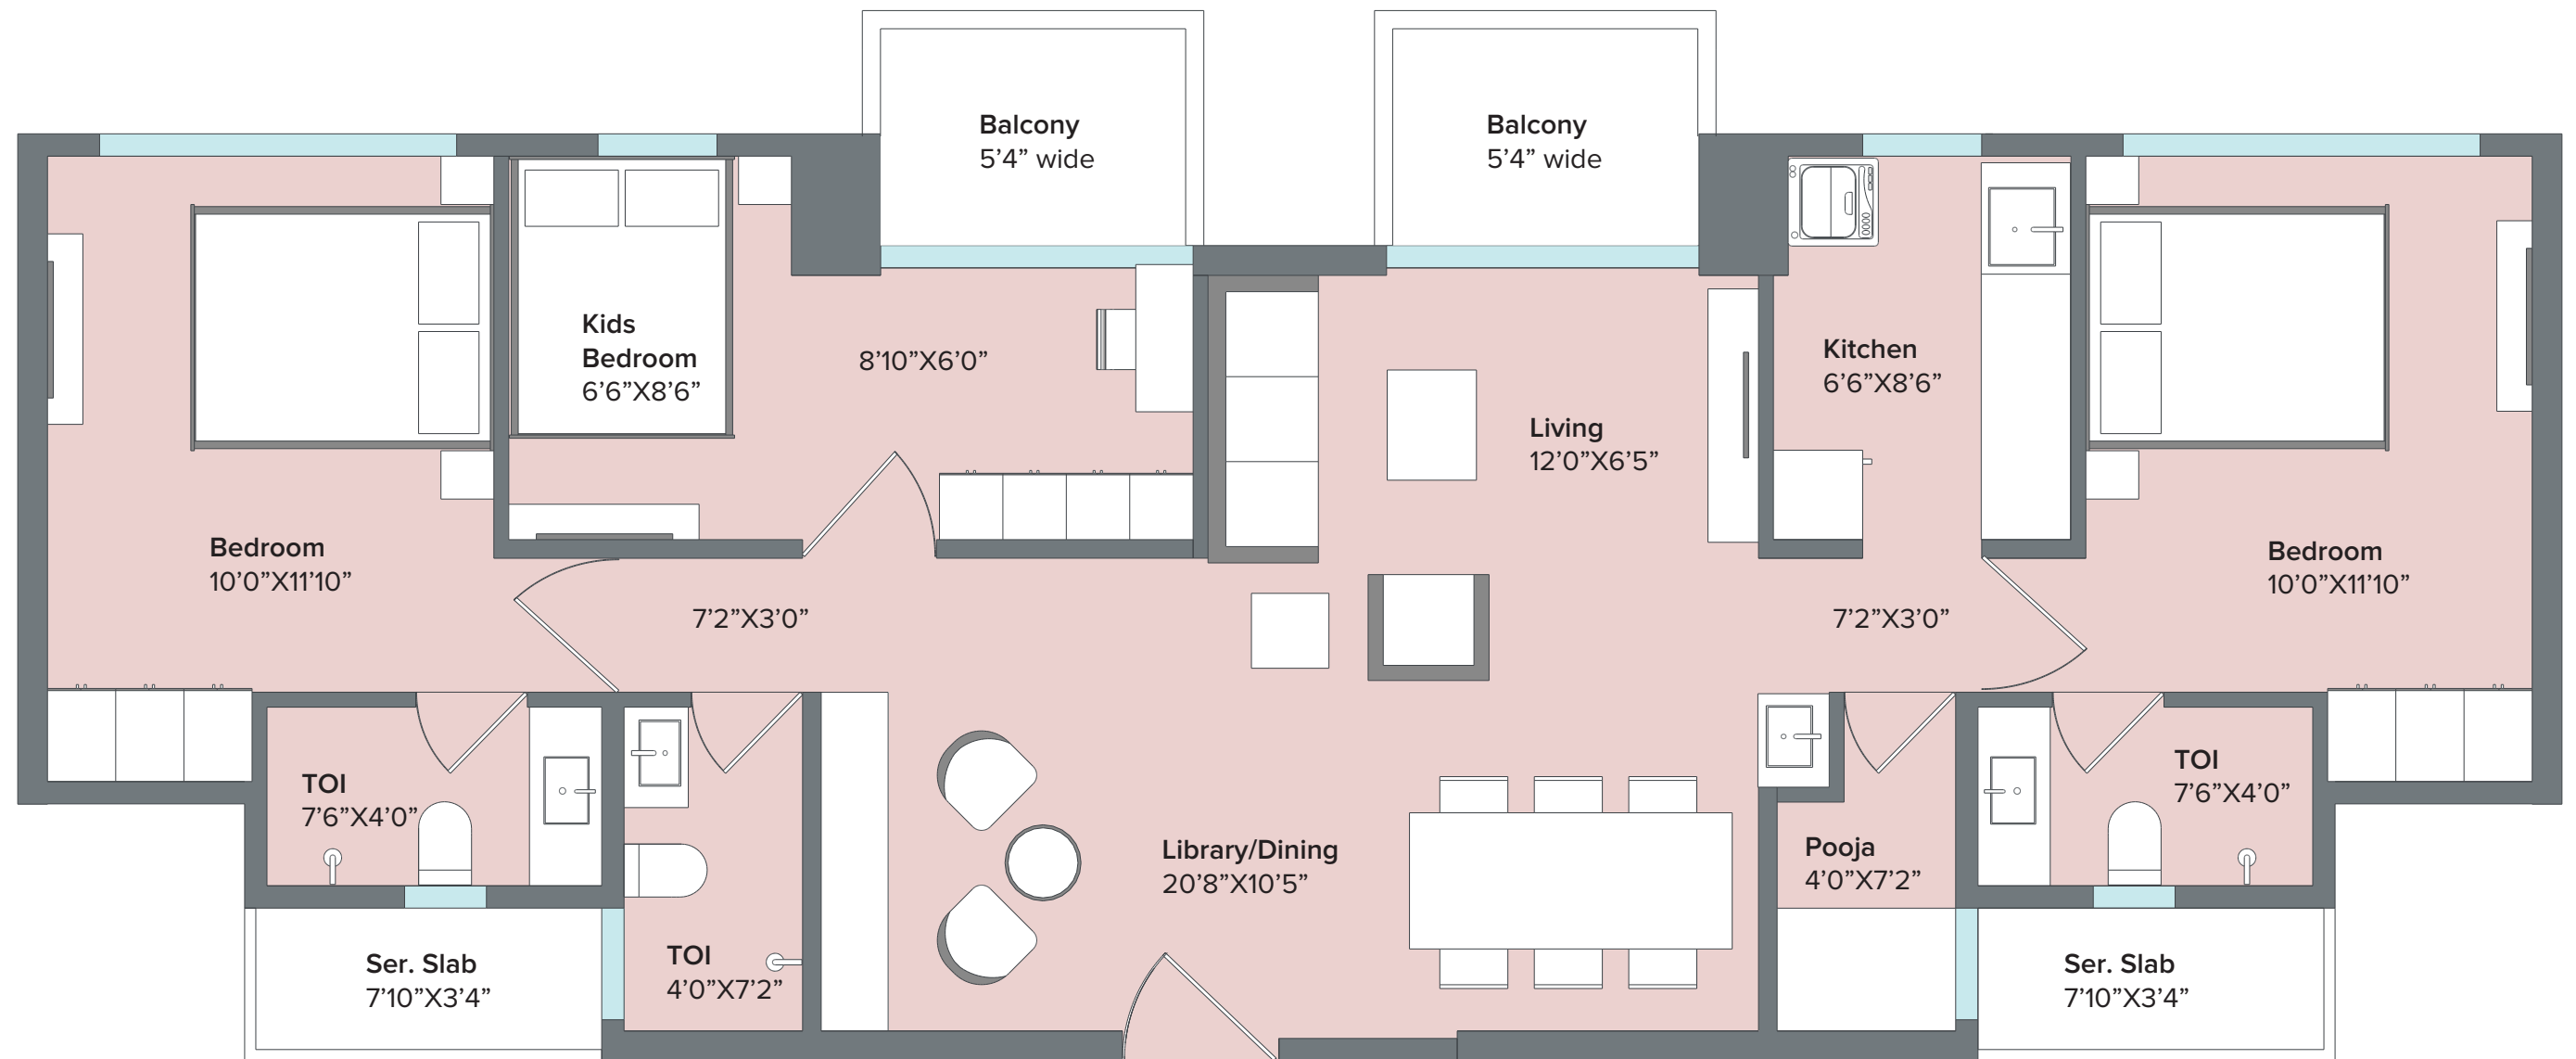 Balcony
5’4” wide
Balcony
5’4” wide
Kids
Bedroom
6’6”X8’6”
8’10”X6’0”
Living
12’0”X6’5”
Kitchen
6’6”X8’6”
Bedroom
10’0”X11’10”
Bedroom
10’0”X11’10”
7’2”X3’0”
7’2”X3’0”
TOI
7’6”X4’0”
TOI
7’6”X4’0”
Library/Dining
20’8”X10’5”
Pooja
4’0”X7’2”
Ser. Slab
7’10”X3’4”
TOI
4’0”X7’2”
Ser. Slab
7’10”X3’4”